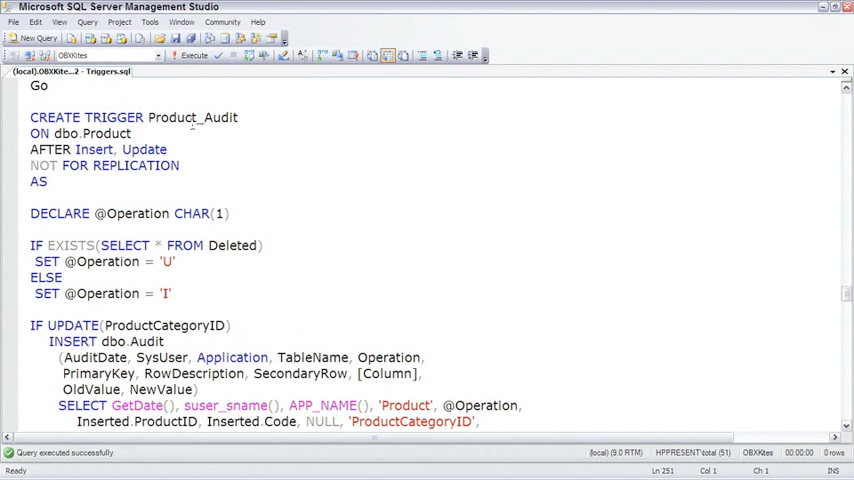 Microsoft SQL Server Management Studio
File Edit View Query Project Tools Window Community Help
New Query
OBXKites Execute
(local).OBXKite...2 - Triggers.sql
Go
CREATE TRIGGER Product_Audit
ON dbo.Product
AFTER Insert, Update
NOT FOR REPLICATION
AS
DECLARE @Operation CHAR(1)
IF EXISTS(SELECT * FROM Deleted)
SET @Operation = 'U'
ELSE
SET @Operation = 'I'
IF UPDATE(ProductCategoryID)
INSERT dbo.Audit
(AuditDate, SysUser, Application, TableName, Operation,
PrimaryKey, RowDescription, SecondaryRow, [Column],
OldValue, NewValue)
SELECT GetDate(), suser_sname(), APP_NAME(), 'Product', @Operation,
Inserted.ProductID, Inserted.Code, NULL, 'ProductCategoryID',
Query executed successfully (local) (9.0 RTM) HPPRESENT\pn (51) OBXKites 00:00:00 0 rows
Ready Ln 251 Col 1 Ch 1 INS